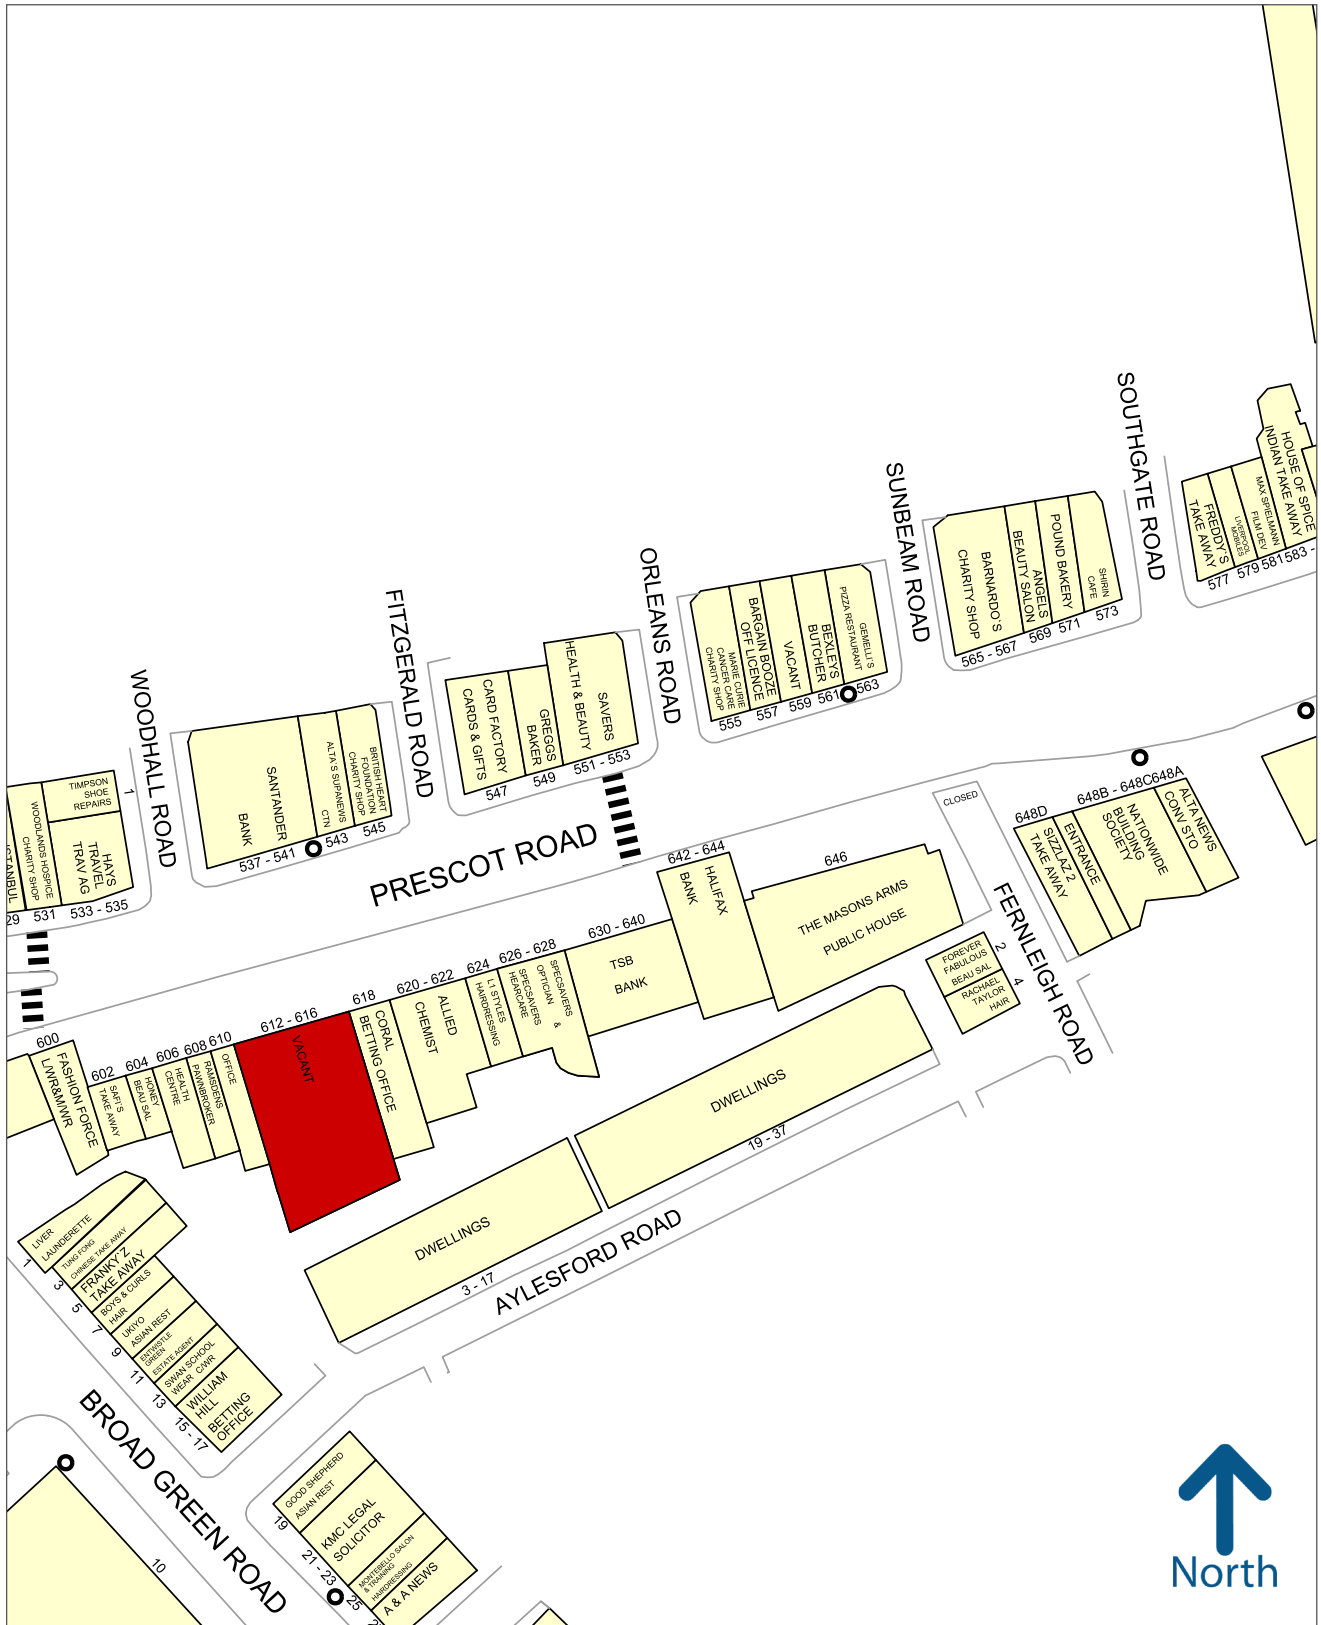 SOUTHGATE ROAD
HOUSE OF SPICE
INDIAN TAKE AWAY
583 -
MAX SPIELMANN
FILM DEV
581
LIVERPOOL
MOBILES
579
FREDDY'S
TAKE AWAY
577
SUNBEAM ROAD
BARNARDO'S
CHARITY SHOP
565 - 567
ANGELS
BEAUTY SALON
569
POUND BAKERY
571
SHIRIN
CAFE
573
ORLEANS ROAD
MARIE CURIE
CANCER CARE
CHARITY SHOP
555
BARGAIN BOOZE
OFF LICENCE
557
VACANT
559
BEXLEYS
BUTCHER
561
GEMELLI'S
PIZZA RESTAURANT
563
FITZGERALD ROAD
CARD FACTORY
CARDS & GIFTS
547
GREGGS
BAKER
549
SAVERS
HEALTH & BEAUTY
551 - 553
WOODHALL ROAD
SANTANDER
BANK
537 - 541
ALTA'S SUPANEWS
CTN
543
BRITISH HEART
FOUNDATION
CHARITY SHOP
545
TIMPSON
SHOE
REPAIRS
1
HAYS
TRAVEL
TRAV AG
533 - 535
WOODLANDS HOSPICE
CHARITY SHOP
531
29
PRESCOT ROAD
CLOSED
648D
648B - 648C
648A
SIZZLAZ 2
TAKE AWAY
ENTRANCE
NATIONWIDE
BUILDING
SOCIETY
ALTA NEWS
CONV STO
FERNLEIGH ROAD
642 - 644
HALIFAX
BANK
646
THE MASONS ARMS
PUBLIC HOUSE
FOREVER
FABULOUS
BEAU SAL
2
RACHAEL
TAYLOR
HAIR
4
630 - 640
TSB
BANK
626 - 628
SPECSAVERS
OPTICIAN &
SPECSAVERS
HEARCARE
624
L1 STYLES
HAIRDRESSING
620 - 622
ALLIED
CHEMIST
618
CORAL
BETTING OFFICE
612 - 616
VACANT
610
OFFICE
608
RAMSDENS
PAWNBROKER
606
HEALTH
CENTRE
604
HONEY
BEAU SAL
602
SAFI'S
TAKE AWAY
600
FASHION FORCE
L/WR&M/WR
DWELLINGS
19 - 37
DWELLINGS
3 - 17
AYLESFORD ROAD
LIVER
LAUNDERETTE
1
TUNG FONG
CHINESE TAKE AWAY
3
FRANKY'Z
TAKE AWAY
5
BOYS & CURLS
HAIR
7
UKIYO
ASIAN REST
9
ENTWISTLE
GREEN
ESTATE AGENT
11
SWAN SCHOOL
WEAR C/WR
13
WILLIAM
HILL
BETTING
OFFICE
15 - 17
BROAD GREEN ROAD
10
GOOD SHEPHERD
ASIAN REST
19
KMC LEGAL
SOLICITOR
21 - 23
MONTEBELLO SALON
& TRAINING
HAIRDRESSING
25
A & A NEWS
North